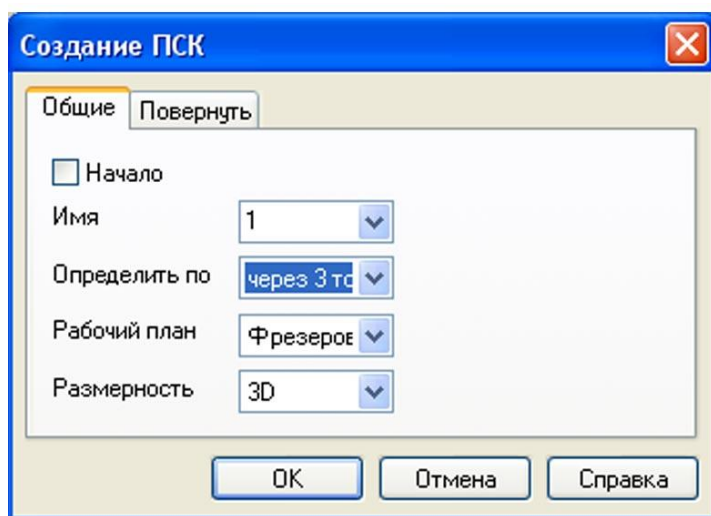 Создание ПСК
Общие Повернуть
Начало
Имя 1
Определить по через 3 то
Рабочий план Фрезеров
Размерность 3D
OK Отмена Справка